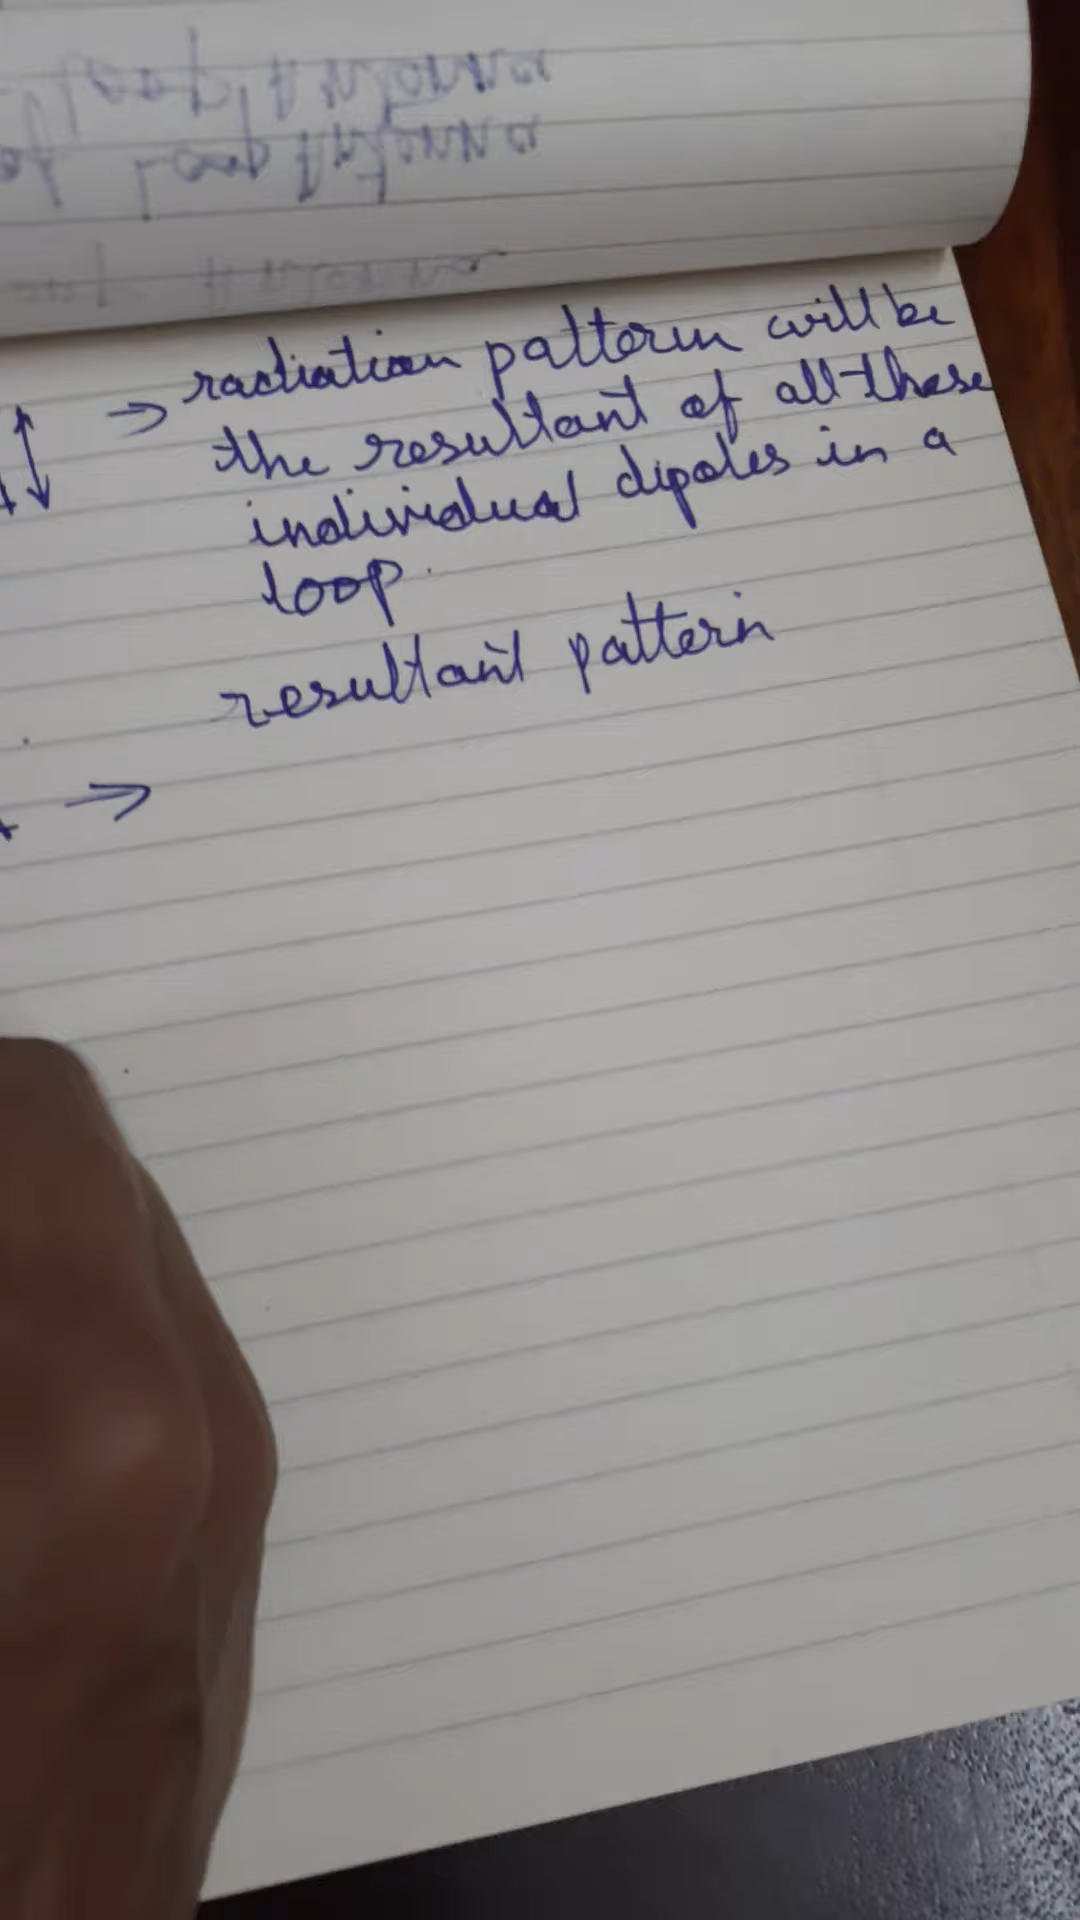 → radiation pattern will be
the resultant of all these
individual dipoles in a
loop.
resultant pattern
→